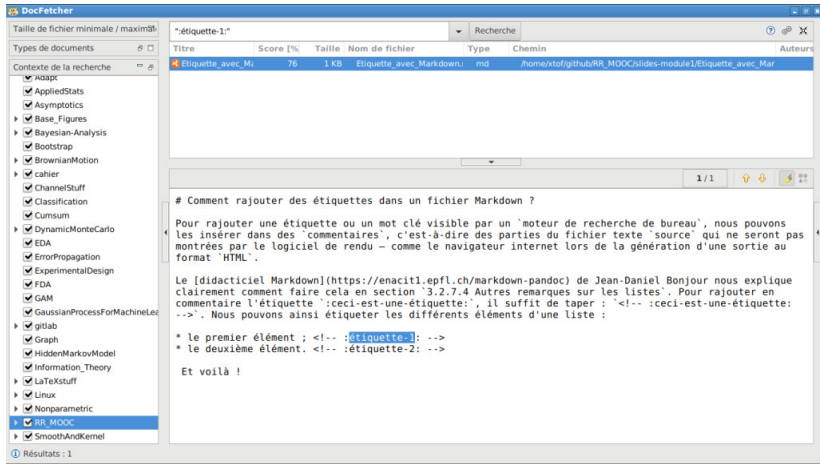 DocFetcher
Taille de fichier minimale / maximale
":étiquette-1:"
Recherche
Types de documents
Titre Score [% Taille Nom de fichier Type Chemin Auteurs
Etiquette_avec_Ma 76 1 KB Etiquette_avec_Markdown. md /home/xtof/github/RR_MOOC/slides-module1/Etiquette_avec_Mar
Contexte de la recherche
Adapt
AppliedStats
Asymptotics
Base_Figures
Bayesian-Analysis
Bootstrap
BrownianMotion
cahier
ChannelStuff
Classification
Cumsum
DynamicMonteCarlo
EDA
ErrorPropagation
ExperimentalDesign
FDA
GAM
GaussianProcessForMachineLea
gitlab
Graph
HiddenMarkovModel
Information_Theory
LaTeXstuff
Linux
Nonparametric
RR_MOOC
SmoothAndKernel
1/1
# Comment rajouter des étiquettes dans un fichier Markdown ?
Pour rajouter une étiquette ou un mot clé visible par un `moteur de recherche de bureau`, nous pouvons
les insérer dans des `commentaires`, c'est-à-dire des parties du fichier texte `source` qui ne seront pas
montrées par le logiciel de rendu – comme le navigateur internet lors de la génération d'une sortie au
format `HTML`.
Le [didacticiel Markdown](https://enacit1.epfl.ch/markdown-pandoc) de Jean-Daniel Bonjour nous explique
clairement comment faire cela en section `3.2.7.4 Autres remarques sur les listes`. Pour rajouter en
commentaire l'étiquette `:ceci-est-une-étiquette:`, il suffit de taper : `<!-- :ceci-est-une-étiquette:
-->`. Nous pouvons ainsi étiqueter les différents éléments d'une liste :
* le premier élément ; <!-- :étiquette-1: -->
* le deuxième élément. <!-- :étiquette-2: -->
Et voilà !
Résultats : 1